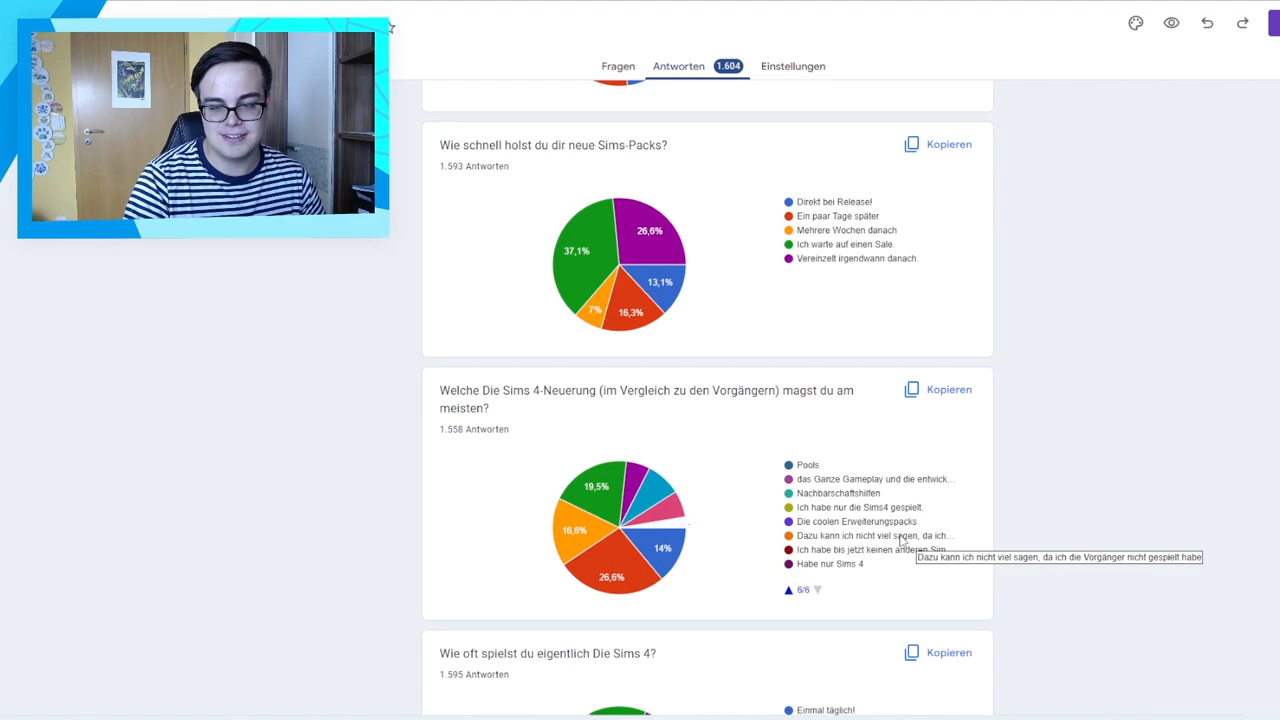 Fragen
Antworten 1.604
Einstellungen
Wie schnell holst du dir neue Sims-Packs?
Kopieren
1.593 Antworten
26,6%
37,1%
13,1%
7%
16,3%
Direkt bei Release!
Ein paar Tage später
Mehrere Wochen danach
Ich warte auf einen Sale.
Vereinzelt irgendwann danach.
Welche Die Sims 4-Neuerung (im Vergleich zu den Vorgängern) magst du am
meisten?
Kopieren
1.558 Antworten
19,5%
16,6%
14%
26,6%
Pools
das Ganze Gameplay und die entwick...
Nachbarschaftshilfen
Ich habe nur die Sims4 gespielt.
Die coolen Erweiterungspacks
Dazu kann ich nicht viel sagen, da ich...
Ich habe bis jetzt keinen anderen Sim...
Dazu kann ich nicht viel sagen, da ich die Vorgänger nicht gespielt habe
Habe nur Sims 4
6/6
Wie oft spielst du eigentlich Die Sims 4?
Kopieren
1.595 Antworten
Einmal täglich!